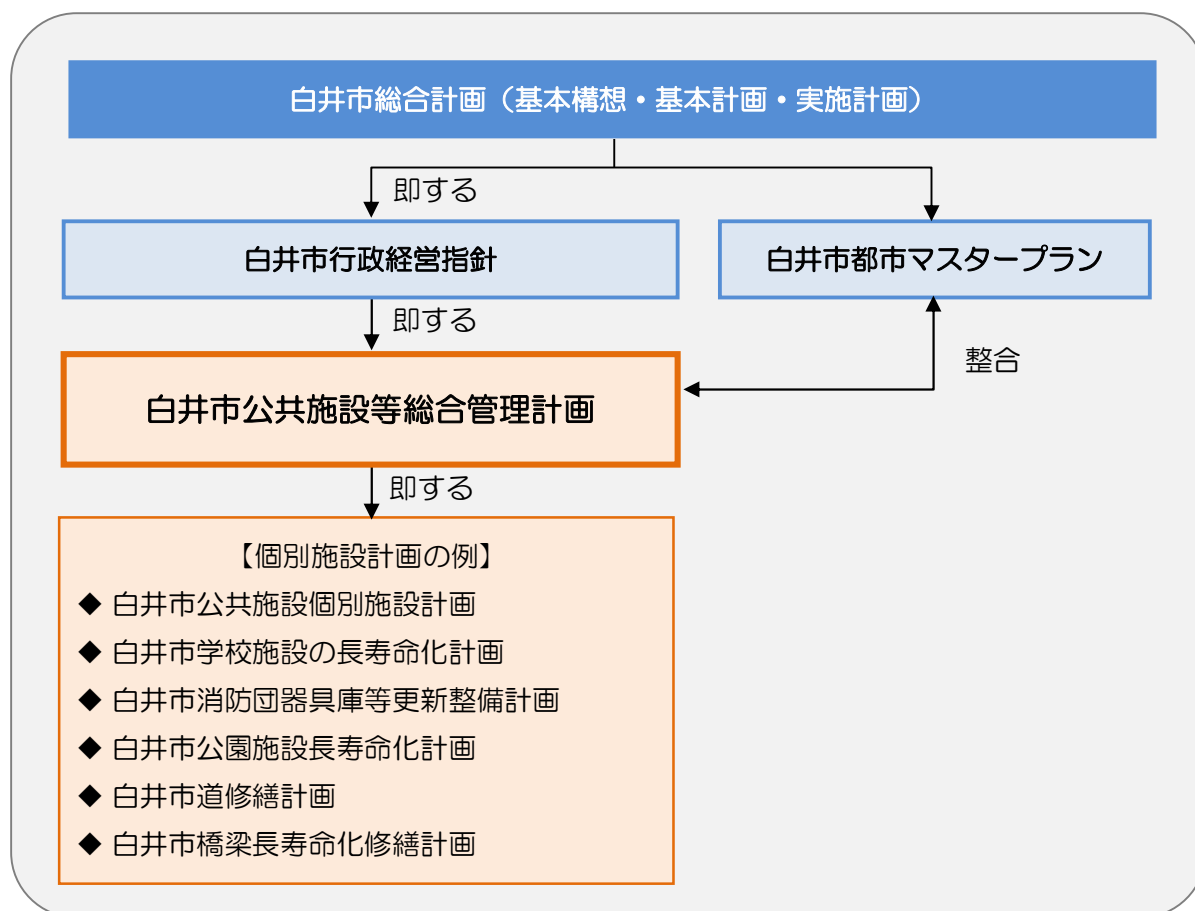 白井市総合計画（基本構想・基本計画・実施計画）
即する
白井市行政経営指針
白井市都市マスタープラン
即する
整合
白井市公共施設等総合管理計画
即する
【個別施設計画の例】
◆ 白井市公共施設個別施設計画
◆ 白井市学校施設の長寿命化計画
◆ 白井市消防団器具庫等更新整備計画
◆ 白井市公園施設長寿命化計画
◆ 白井市道修繕計画
◆ 白井市橋梁長寿命化修繕計画